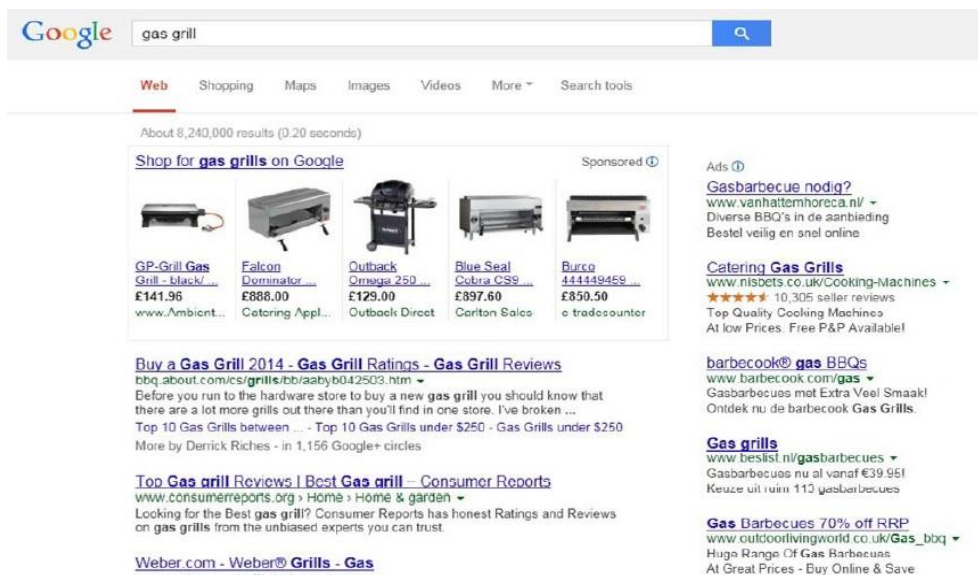 Google
gas grill
Web Shopping Maps Images Videos More Search tools
About 8,240,000 results (0.20 seconds)
Shop for gas grills on Google
Sponsored
GP-Grill Gas
Grill - black/ ...
£141.96
www.Ambient...
Falcon
Dominator ...
£888.00
Catering Appl...
Outback
Omega 250 ...
£129.00
Outback Direct
Blue Seal
Cobra CS9 ...
£897.60
Carlton Sales
Burco
444449459 ...
£850.50
e-tradescounter
Buy a Gas Grill 2014 - Gas Grill Ratings - Gas Grill Reviews
bbq.about.com/cs/grills/bb/aabyb042503.htm
Before you run to the hardware store to buy a new gas grill you should know that
there are a lot more grills out there than you'll find in one store. I've broken ...
Top 10 Gas Grills between ... - Top 10 Gas Grills under $250 - Gas Grills under $250
More by Derrick Riches - in 1,156 Google+ circles
Top Gas grill Reviews | Best Gas grill – Consumer Reports
www.consumerreports.org › Home › Home & garden
Looking for the Best gas grill? Consumer Reports has honest Ratings and Reviews
on gas grills from the unbiased experts you can trust.
Weber.com - Weber® Grills - Gas
Ads
Gasbarbecue nodig?
www.vanhattemhoreca.nl/
Diverse BBQ's in de aanbieding
Bestel veilig en snel online
Catering Gas Grills
www.nisbets.co.uk/Cooking-Machines
10,305 seller reviews
Top Quality Cooking Machines
At low Prices. Free P&P Available!
barbecook® gas BBQs
www.barbecook.com/gas
Gasbarbecues met Extra Veel Smaak!
Ontdek nu de barbecook Gas Grills.
Gas grills
www.beslist.nl/gasbarbecues
Gasbarbecues nu al vanaf €39.95!
Keuze uit ruim 113 gasbarbecues
Gas Barbecues 70% off RRP
www.outdoorlivingworld.co.uk/Gas_bbq
Huge Range Of Gas Barbecues
At Great Prices - Buy Online & Save